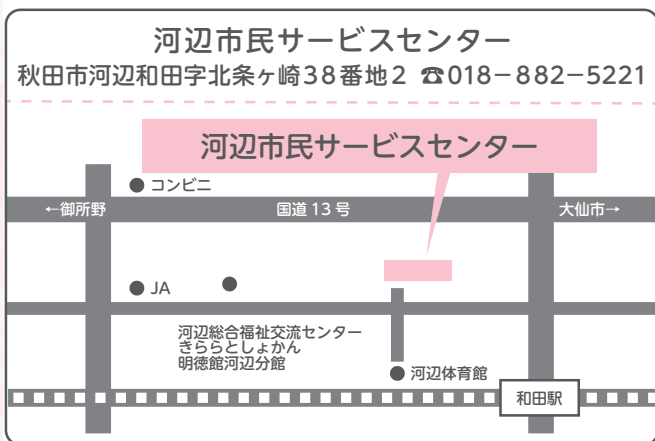 河辺市民サービスセンター
秋田市河辺和田字北条ヶ崎38番地2 ☎018−882−5221
河辺市民サービスセンター
コンビニ
←御所野 国道13号 大仙市→
JA
河辺総合福祉交流センター
きららとしょかん
明徳館河辺分館
河辺体育館
和田駅